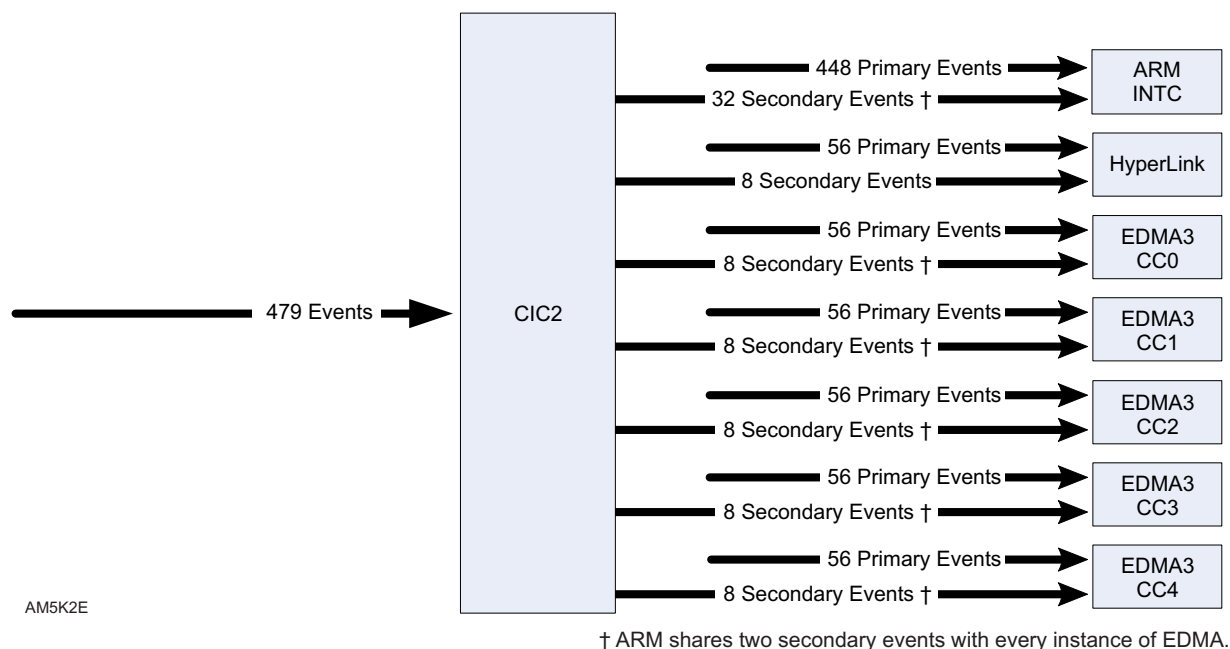 448 Primary Events
ARM
INTC
32 Secondary Events †
56 Primary Events
HyperLink
8 Secondary Events
56 Primary Events
EDMA3
CC0
8 Secondary Events †
479 Events
CIC2
56 Primary Events
EDMA3
CC1
8 Secondary Events †
56 Primary Events
EDMA3
CC2
8 Secondary Events †
56 Primary Events
EDMA3
CC3
8 Secondary Events †
56 Primary Events
EDMA3
CC4
8 Secondary Events †
AM5K2E
† ARM shares two secondary events with every instance of EDMA.